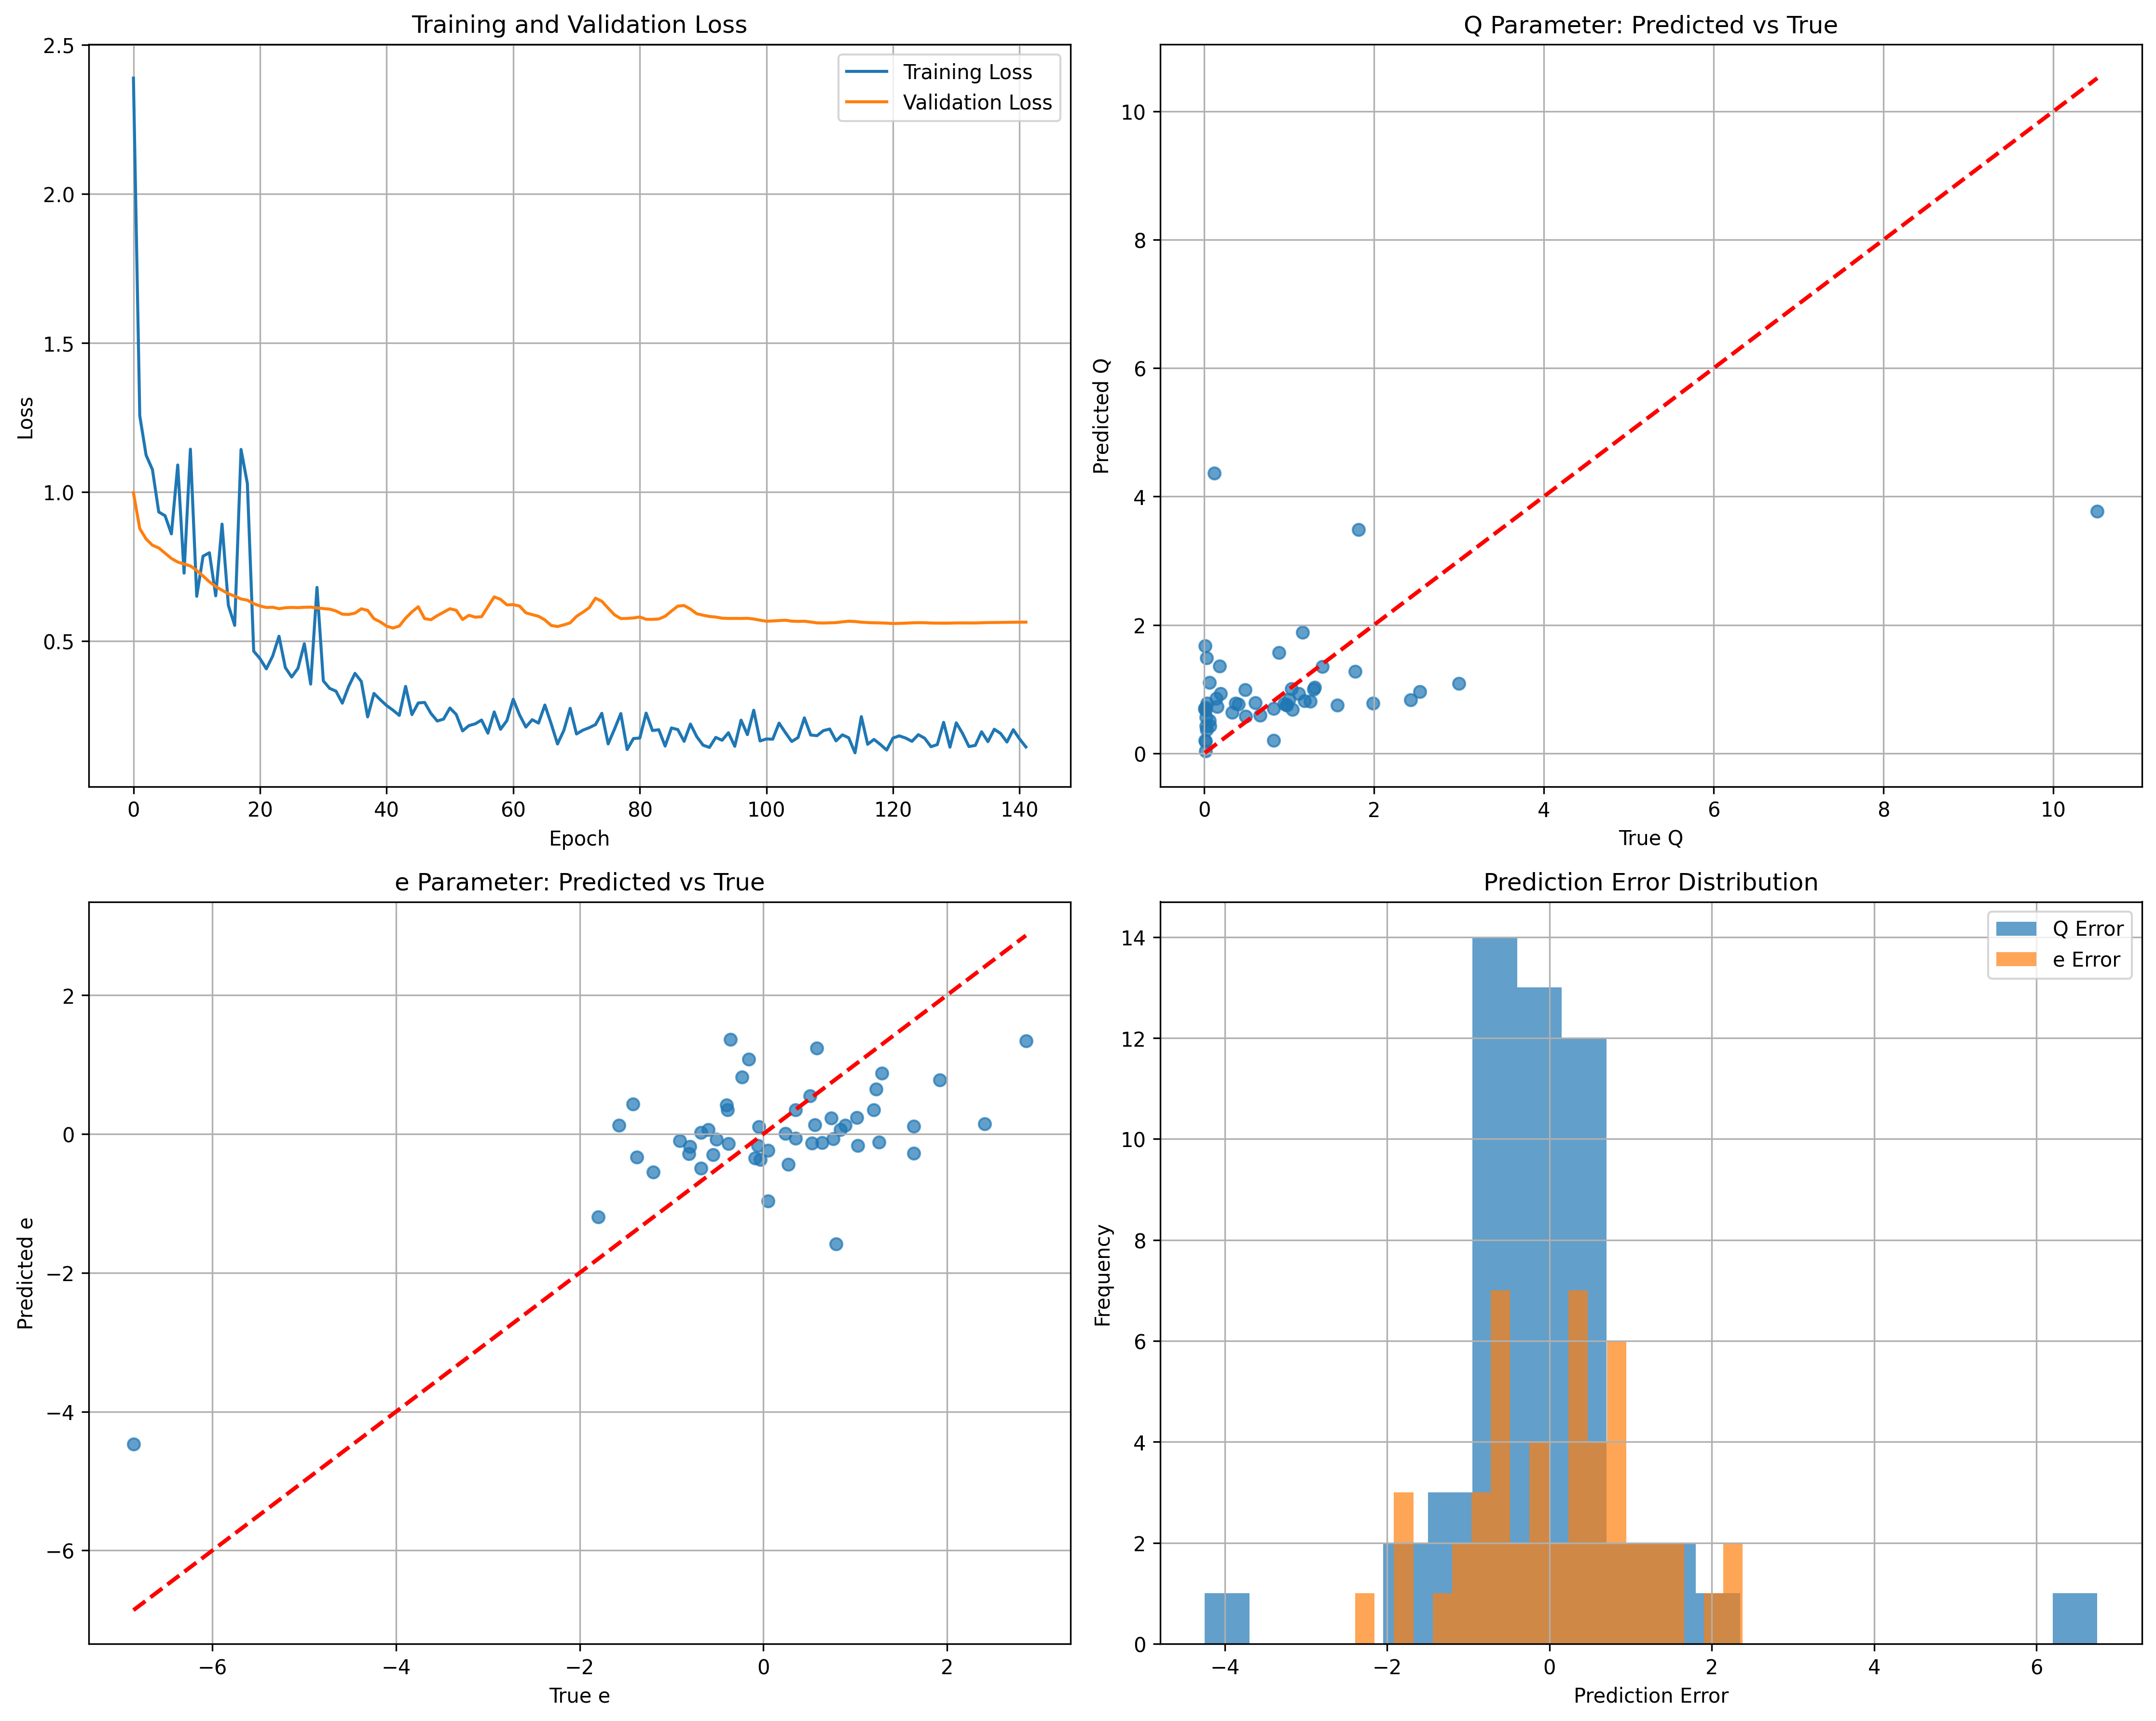 Training and Validation Loss
2.5
2.0
1.5
1.0
0.5
Loss
0 20 40 60 80 100 120 140
Epoch
Training Loss
Validation Loss
Q Parameter: Predicted vs True
10
8
6
4
2
0
Predicted Q
0 2 4 6 8 10
True Q
e Parameter: Predicted vs True
2
0
−2
−4
−6
Predicted e
−6 −4 −2 0 2
True e
Prediction Error Distribution
14
12
10
8
6
4
2
0
Frequency
−4 −2 0 2 4 6
Prediction Error
Q Error
e Error